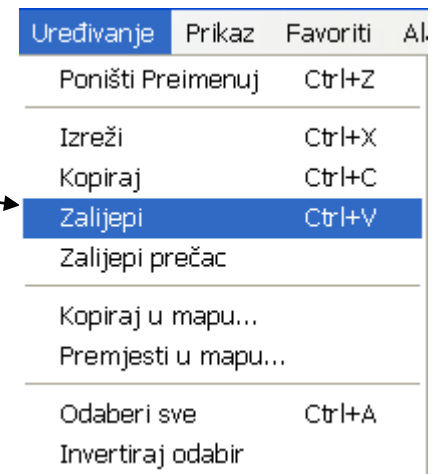 Uređivanje Prikaz Favoriti
Poništi Preimenuj Ctrl+Z
Izreži Ctrl+X
Kopiraj Ctrl+C
Zalijepi Ctrl+V
Zalijepi prečac
Kopiraj u mapu...
Premjesti u mapu...
Odaberi sve Ctrl+A
Invertiraj odabir